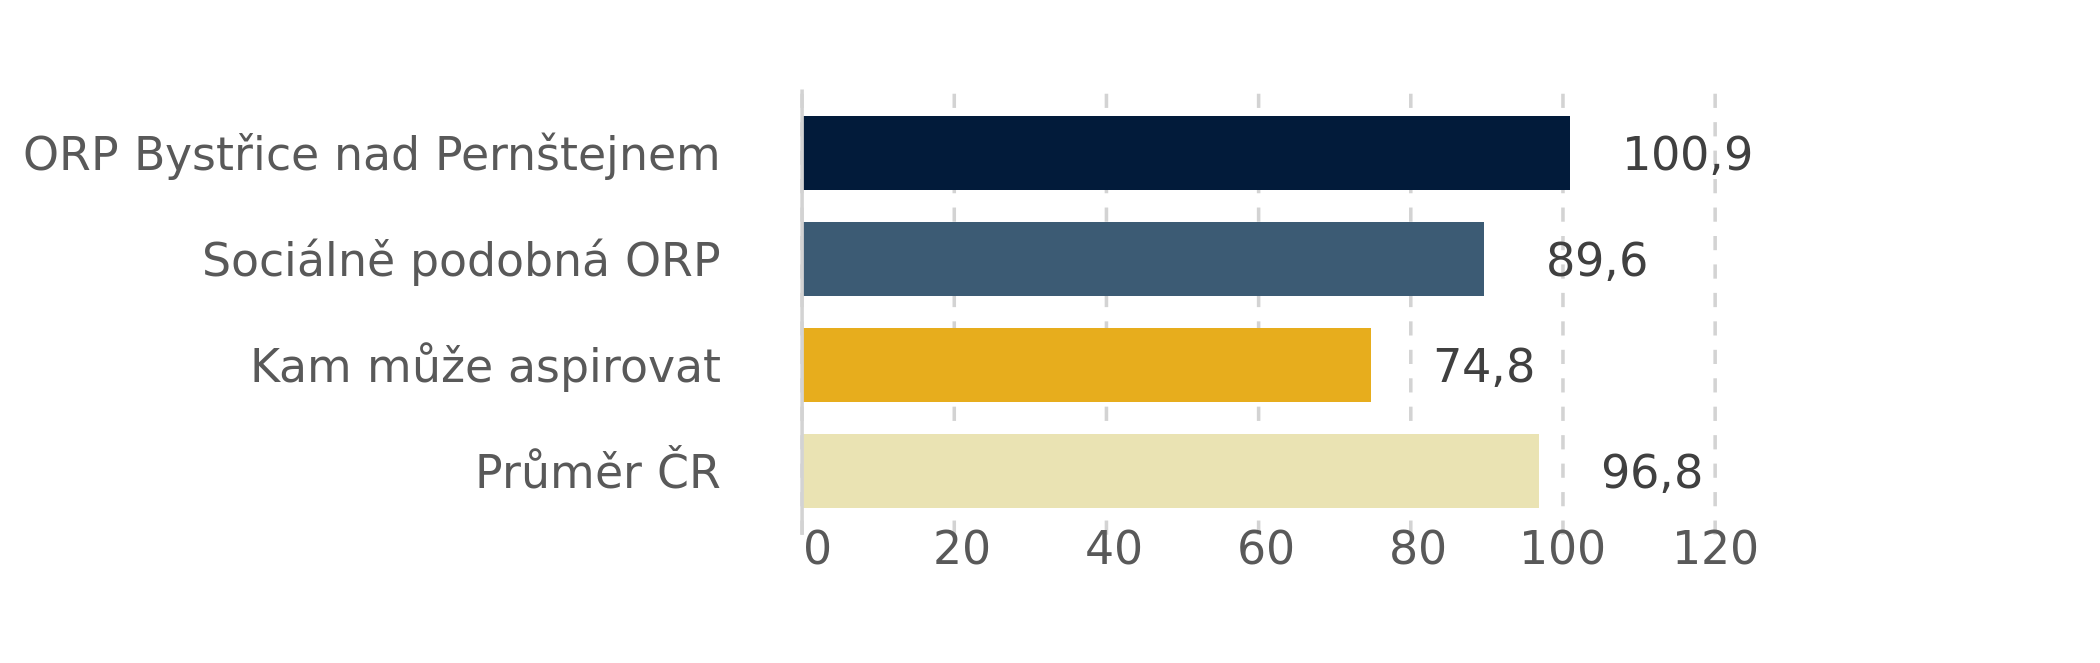 ORP Bystřice nad Pernštejnem 100,9
Sociálně podobná ORP 89,6
Kam může aspirovat 74,8
Průměr ČR 96,8
0 20 40 60 80 100 120